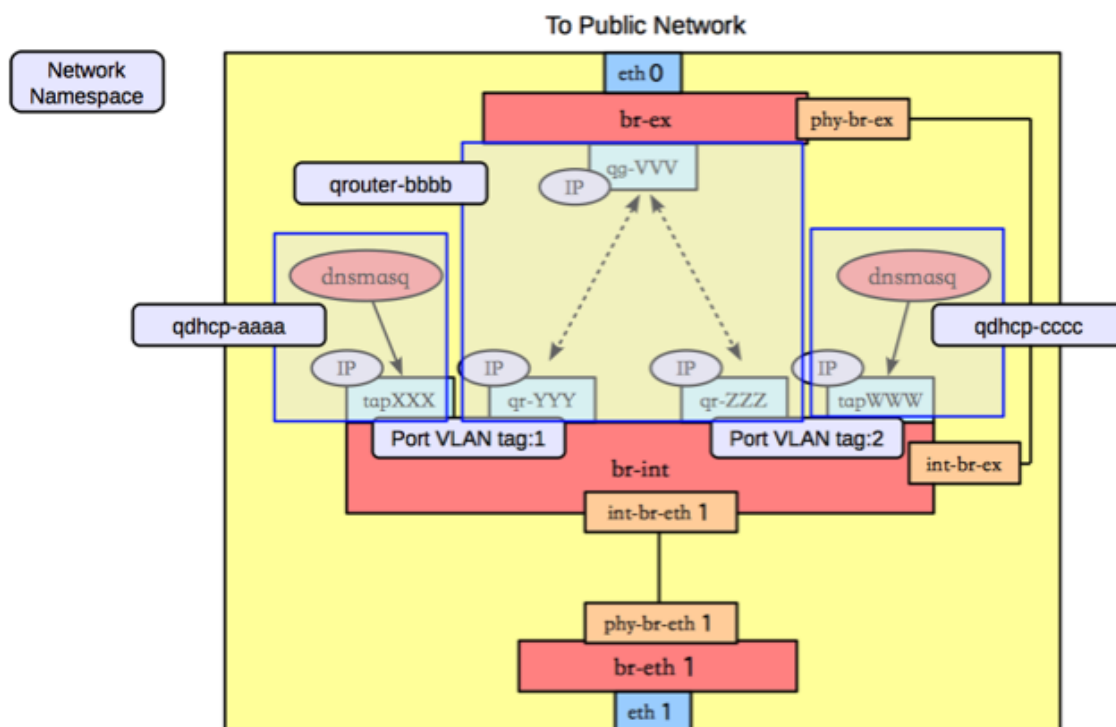 To Public Network
Network
Namespace
eth 0
br-ex
phy-br-ex
qrouter-bbbb
qg-VVV
IP
dnsmasq
dnsmasq
qdhcp-aaaa
qdhcp-cccc
IP
IP
IP
IP
tapXXX
qr-YYY
qr-ZZZ
tapWWW
Port VLAN tag:1
Port VLAN tag:2
br-int
int-br-ex
int-br-eth 1
phy-br-eth 1
br-eth 1
eth 1